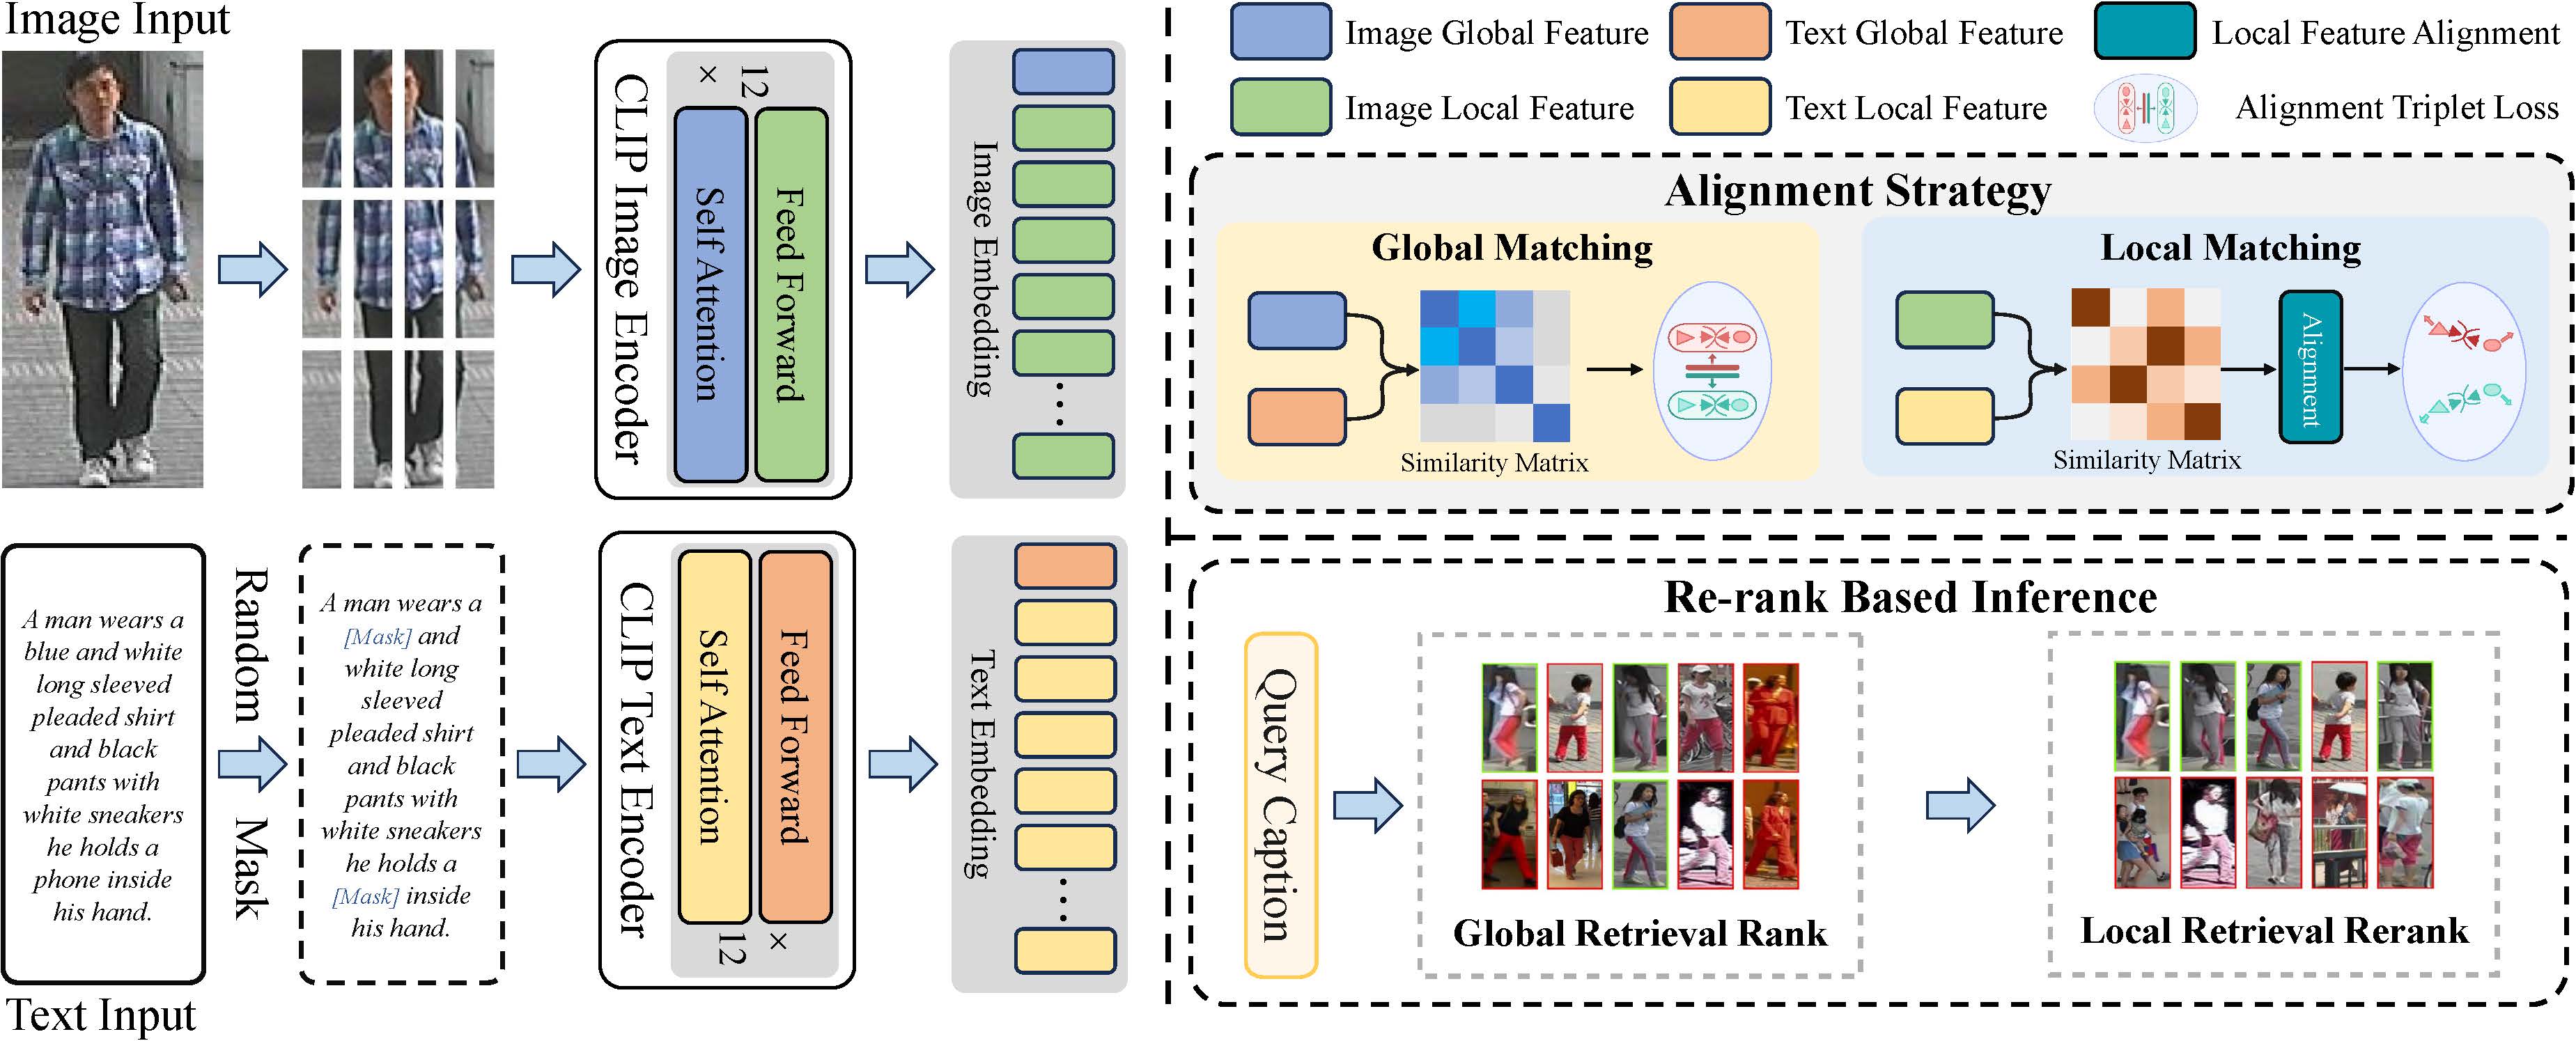 Image Input
CLIP Image Encoder
× 12
Self Attention
Feed Forward
Image Embedding
A man wears a
blue and white
long sleeved
pleaded shirt
and black
pants with
white sneakers
he holds a
phone inside
his hand.
Text Input
Random Mask
A man wears a
[Mask] and
white long
sleeved
pleaded shirt
and black
pants with
white sneakers
he holds a
[Mask] inside
his hand.
CLIP Text Encoder
Self Attention
Feed Forward
12 ×
Text Embedding
Image Global Feature
Text Global Feature
Local Feature Alignment
Image Local Feature
Text Local Feature
Alignment Triplet Loss
Alignment Strategy
Global Matching
Similarity Matrix
Local Matching
Similarity Matrix
Alignment
Re-rank Based Inference
Query Caption
Global Retrieval Rank
Local Retrieval Rerank